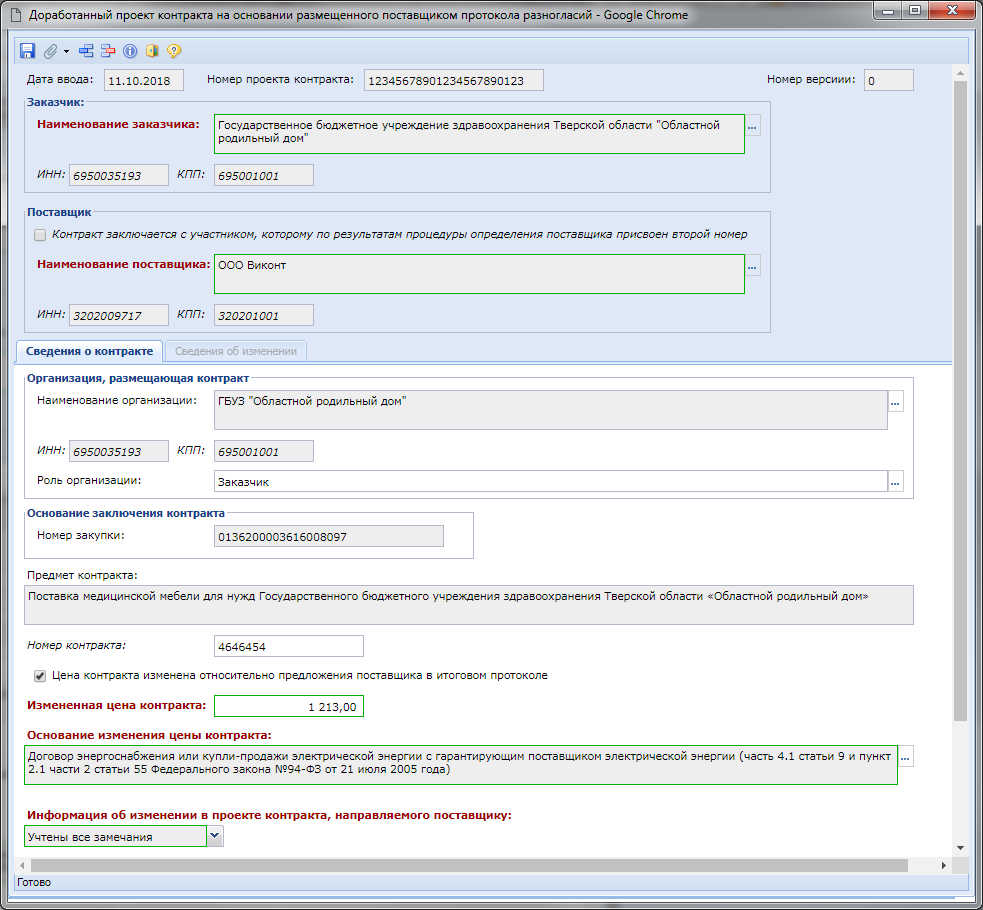 Доработанный проект контракта на основании размещенного поставщиком протокола разногласий - Google Chrome
Дата ввода: 11.10.2018 Номер проекта контракта: 12345678901234567890123 Номер версиии: 0
Заказчик:
Наименование заказчика: Государственное бюджетное учреждение здравоохранения Тверской области "Областной
родильный дом"
...
ИНН: 6950035193 КПП: 695001001
Поставщик
Контракт заключается с участником, которому по результатам процедуры определения поставщика присвоен второй номер
Наименование поставщика: ООО Виконт ...
ИНН: 3202009717 КПП: 320201001
Сведения о контракте Сведения об изменении
Организация, размещающая контракт
Наименование организации: ГБУЗ "Областной родильный дом" ...
ИНН: 6950035193 КПП: 695001001
Роль организации: Заказчик ...
Основание заключения контракта
Номер закупки: 0136200003616008097
Предмет контракта:
Поставка медицинской мебели для нужд Государственного бюджетного учреждения здравоохранения Тверской области «Областной родильный дом»
Номер контракта: 4646454
Цена контракта изменена относительно предложения поставщика в итоговом протоколе
Измененная цена контракта: 1 213,00
Основание изменения цены контракта:
Договор энергоснабжения или купли-продажи электрической энергии с гарантирующим поставщиком электрической энергии (часть 4.1 статьи 9 и пункт
2.1 части 2 статьи 55 Федерального закона №94-ФЗ от 21 июля 2005 года)
...
Информация об изменении в проекте контракта, направляемого поставщику:
Учтены все замечания
Готово